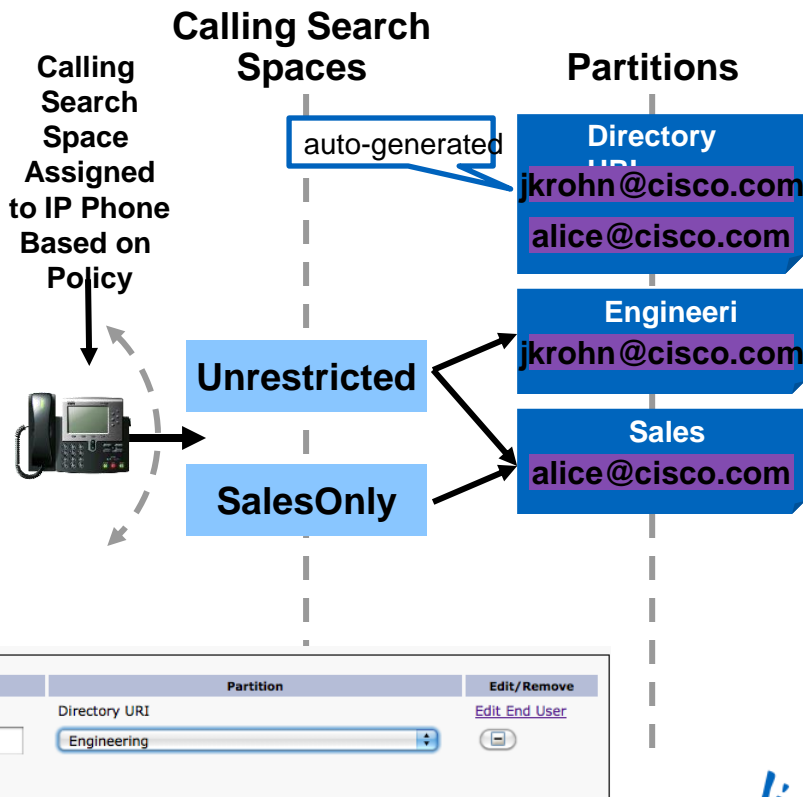 Calling Search
Spaces
Partitions
Calling
Search
Space
Assigned
to IP Phone
Based on
Policy
auto-generated
Directory
jkrohn@cisco.com
alice@cisco.com
Engineeri
jkrohn@cisco.com
Sales
alice@cisco.com
Unrestricted
SalesOnly
Partition
Edit/Remove
Directory URI
Edit End User
Engineering